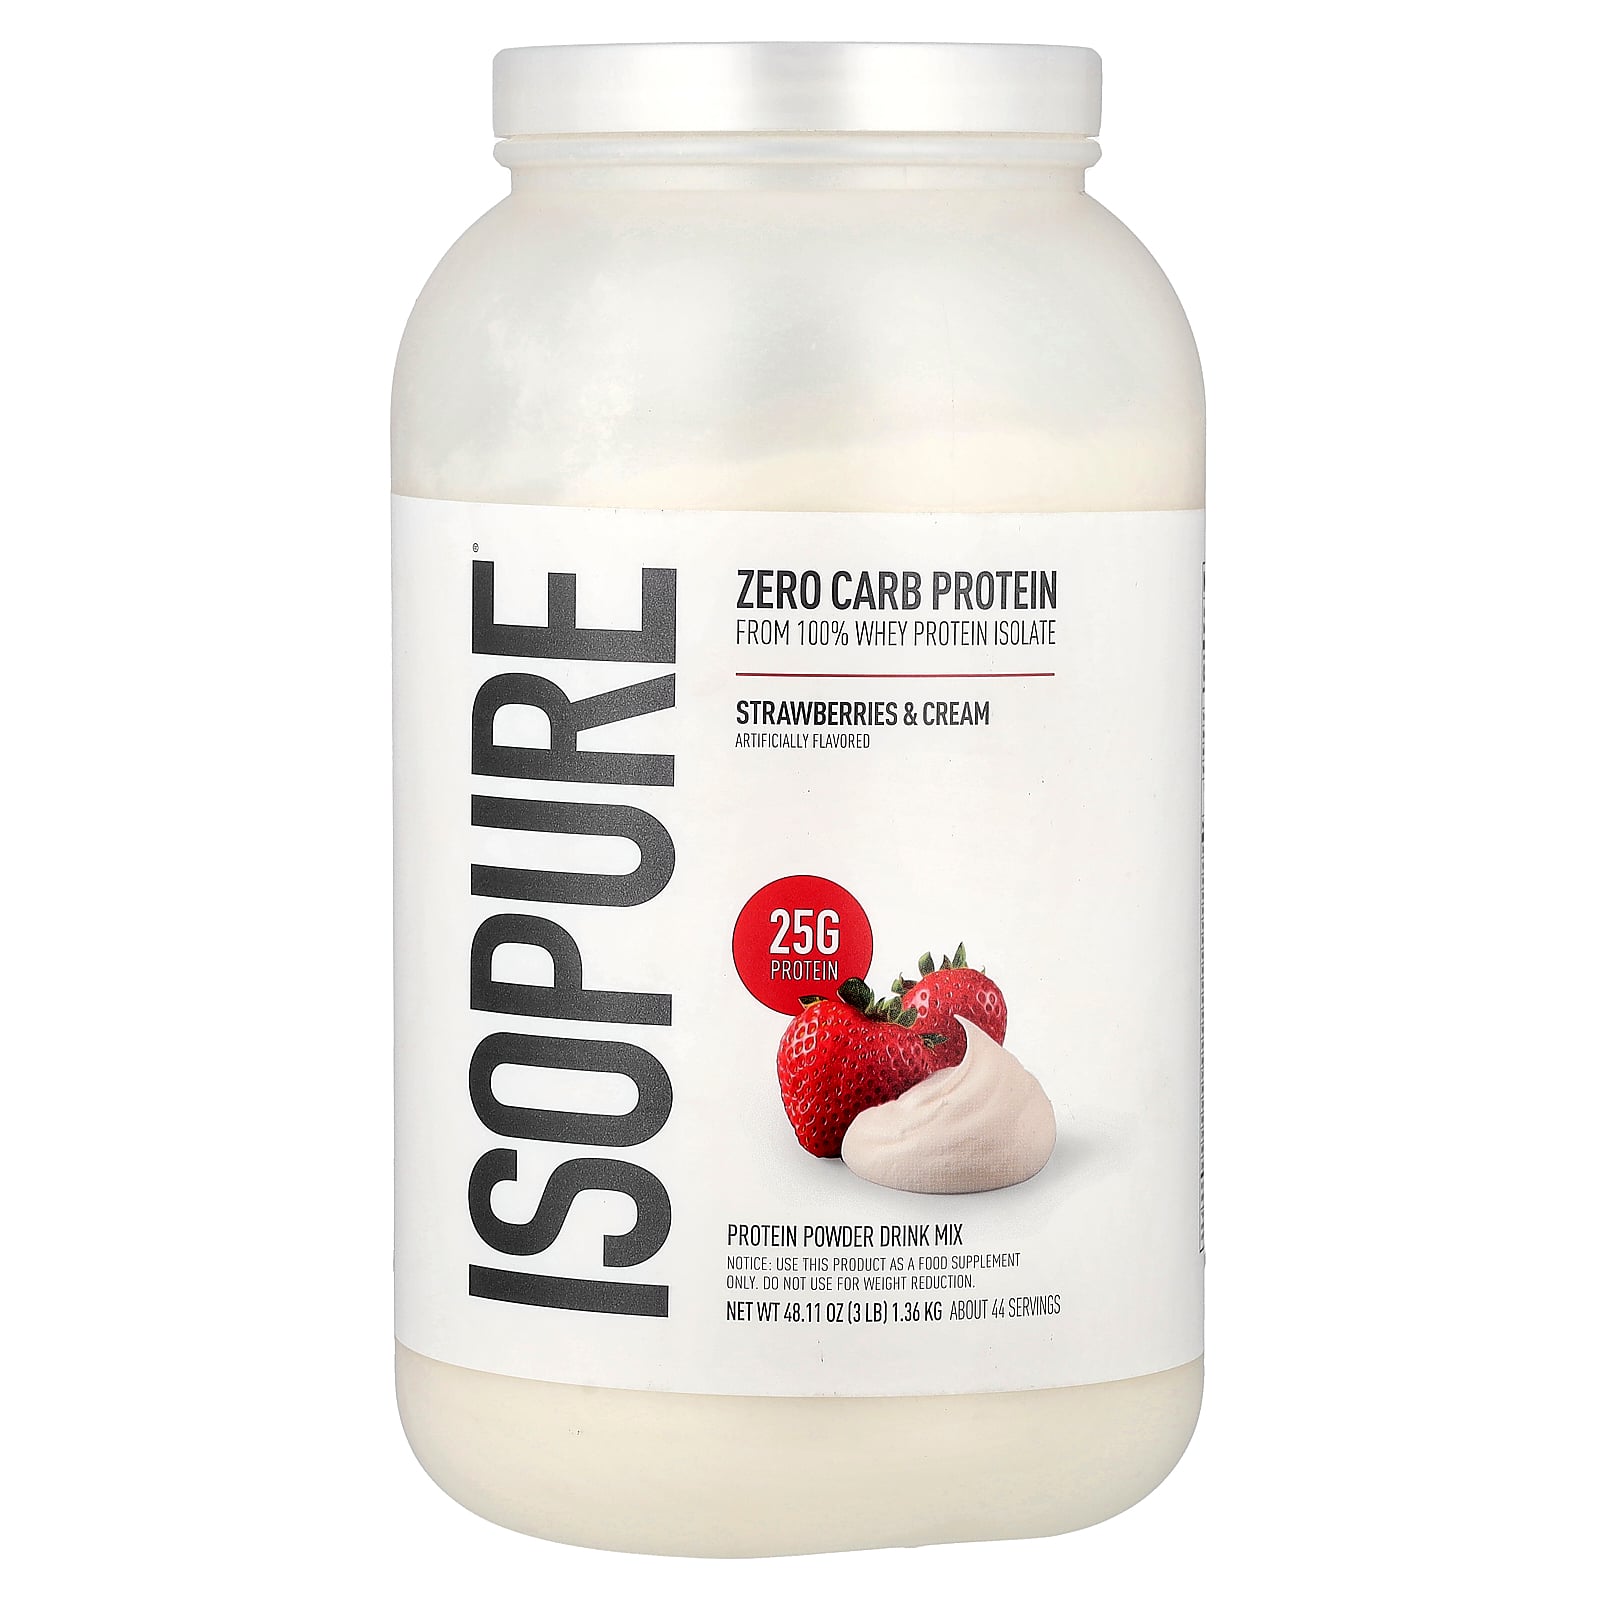 ISOPURE®
ZERO CARB PROTEIN
FROM 100% WHEY PROTEIN ISOLATE
STRAWBERRIES & CREAM
ARTIFICIALLY FLAVORED
25G
PROTEIN
PROTEIN POWDER DRINK MIX
NOTICE: USE THIS PRODUCT AS A FOOD SUPPLEMENT
ONLY. DO NOT USE FOR WEIGHT REDUCTION.
NET WT 48.11 OZ (3 LB) 1.36 KG ABOUT 44 SERVINGS